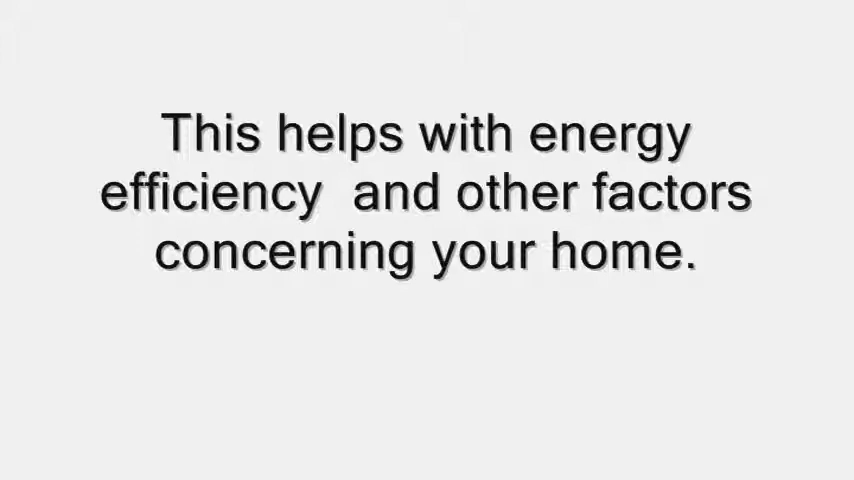 This helps with energy
efficiency  and other factors
concerning your home.